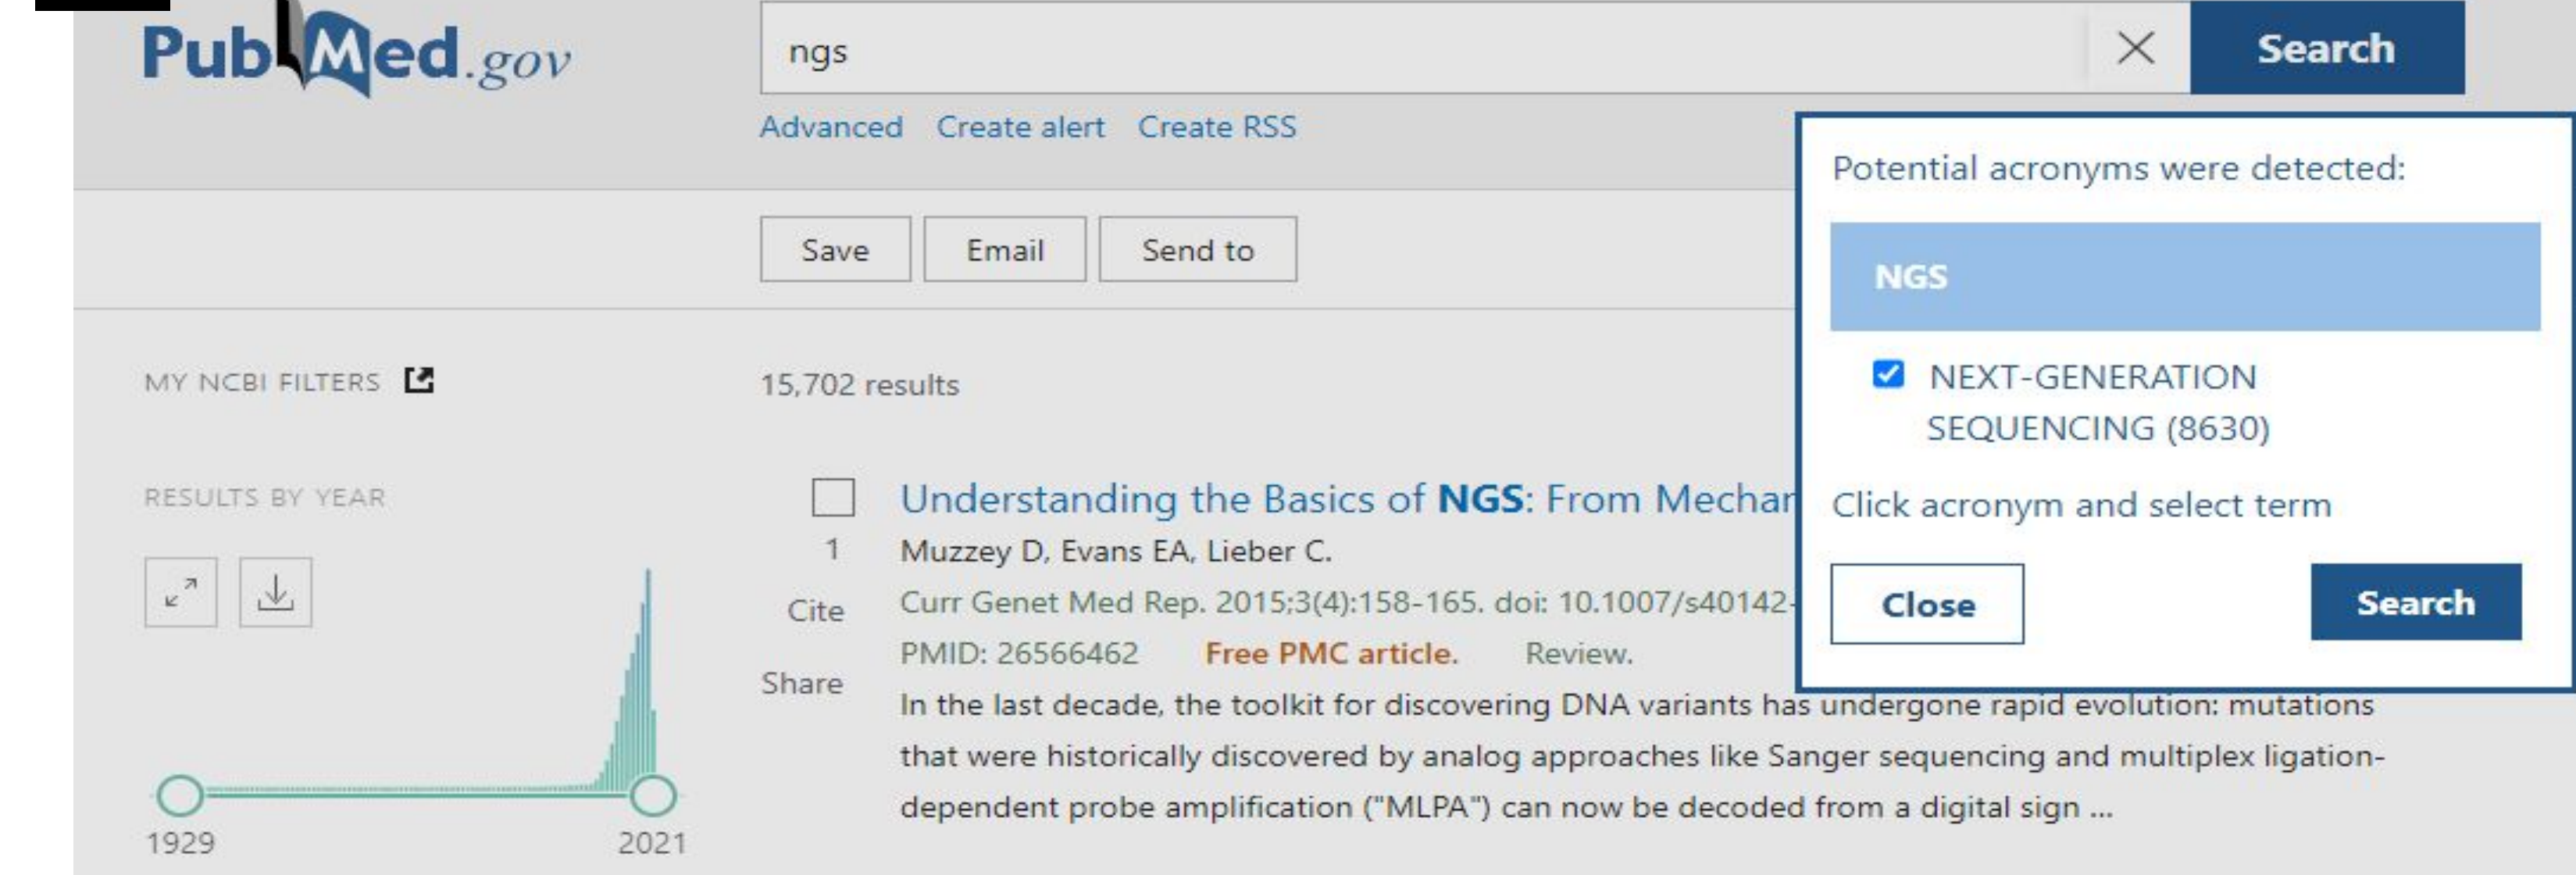 PubMed.gov
ngs
Search
Advanced Create alert Create RSS
Save Email Send to
MY NCBI FILTERS
15,702 results
RESULTS BY YEAR
1929 2021
1
Cite
Share
Understanding the Basics of NGS: From Mechan
Muzzey D, Evans EA, Lieber C.
Curr Genet Med Rep. 2015;3(4):158-165. doi: 10.1007/s40142-
PMID: 26566462 Free PMC article. Review.
In the last decade, the toolkit for discovering DNA variants has undergone rapid evolution: mutations
that were historically discovered by analog approaches like Sanger sequencing and multiplex ligation-
dependent probe amplification ("MLPA") can now be decoded from a digital sign ...
Potential acronyms were detected:
NGS
NEXT-GENERATION
SEQUENCING (8630)
Click acronym and select term
Close Search